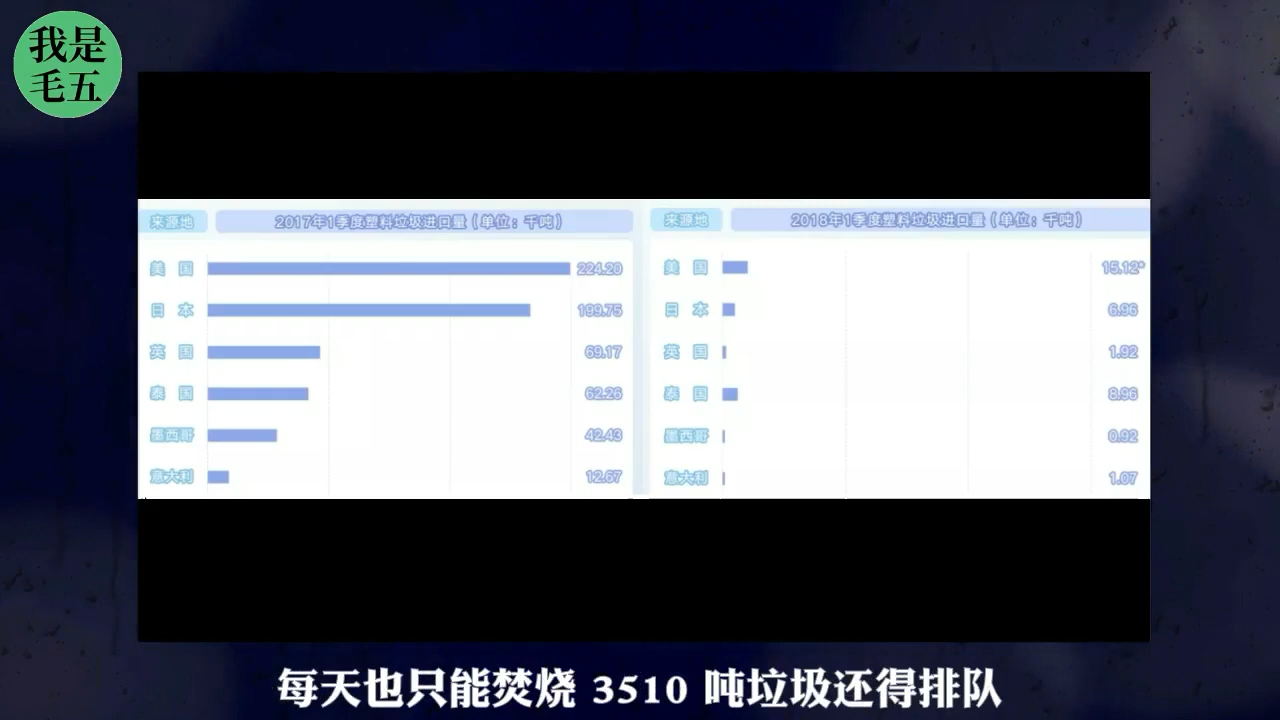 我是
毛五
来源地 2017年1季度塑料垃圾进口量（单位：千吨）
美国 224.20
日本 199.75
英国 69.17
泰国 62.26
墨西哥 42.43
意大利 12.67
来源地 2018年1季度塑料垃圾进口量（单位：千吨）
美国 15.12*
日本 6.96
英国 1.92
泰国 8.96
墨西哥 0.92
意大利 1.07
每天也只能焚烧 3510 吨垃圾还得排队